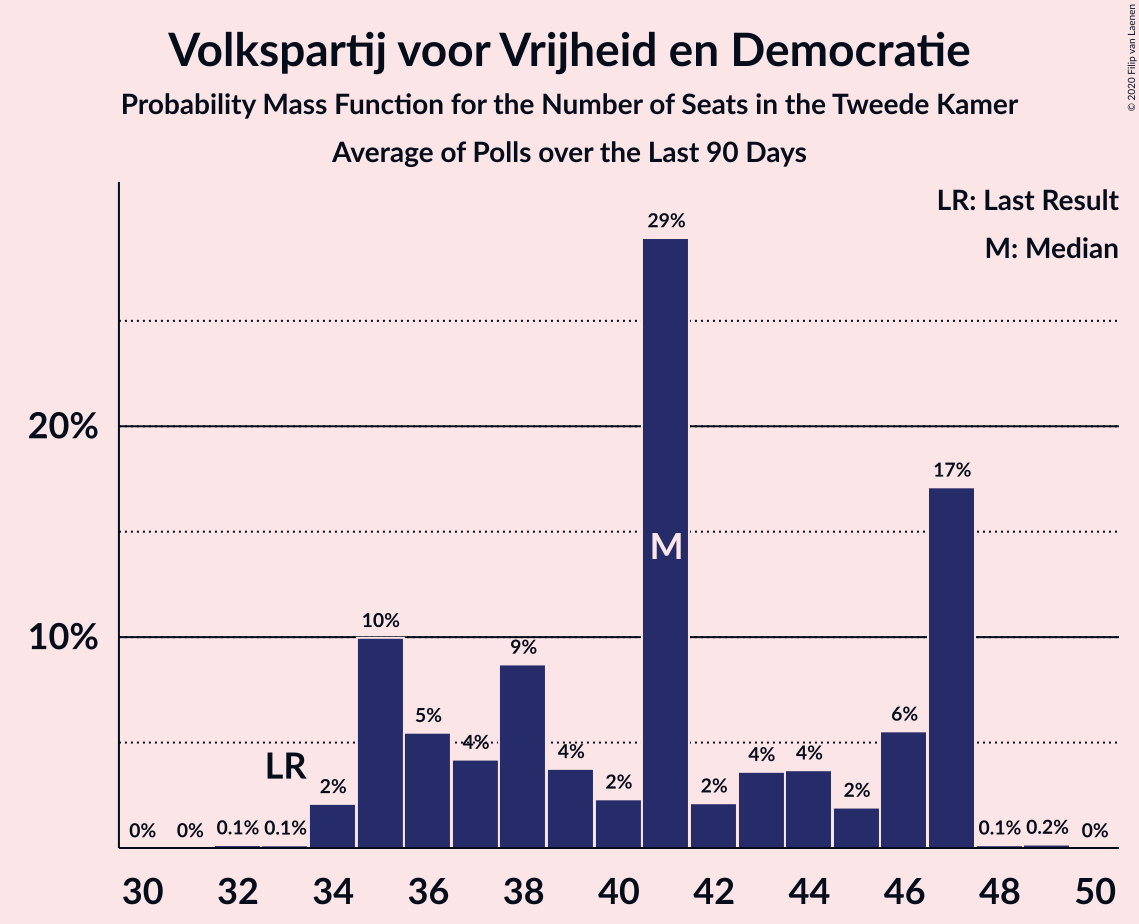 Volkspartij voor Vrijheid en Democratie
Probability Mass Function for the Number of Seats in the Tweede Kamer
Average of Polls over the Last 90 Days
© 2020 Filip van Laenen
LR: Last Result
M: Median
29%
20%
17%
M
10%
10%
9%
5%
4%
4%
6%
4%
4%
LR
2%
2%
2%
2%
0%
0%
0.1%
0.1%
0.1%
0.2%
0%
30 32 34 36 38 40 42 44 46 48 50